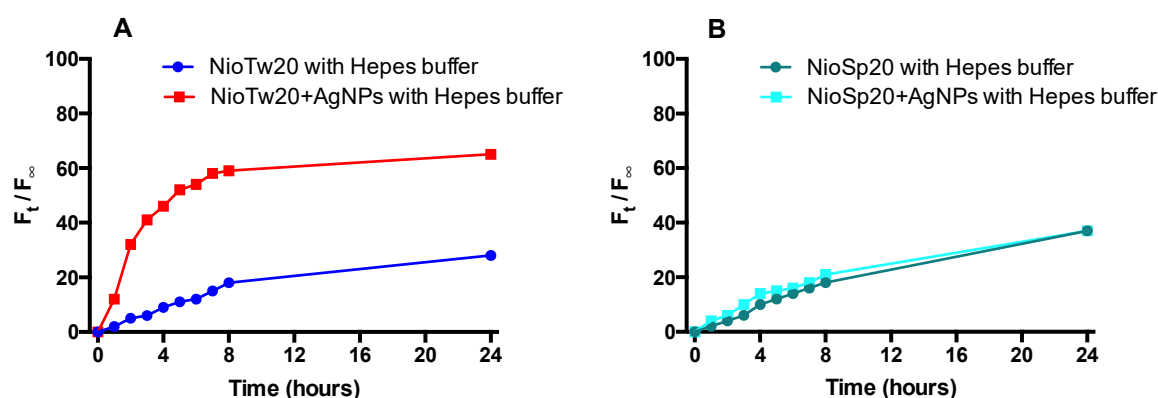 A
NioTw20 with Hepes buffer
NioTw20+AgNPs with Hepes buffer
100
80
60
40
20
0
Ft / F∞
0 4 8 12 16 20 24
Time (hours)
B
NioSp20 with Hepes buffer
NioSp20+AgNPs with Hepes buffer
100
80
60
40
20
0
Ft / F∞
0 4 8 12 16 20 24
Time (hours)